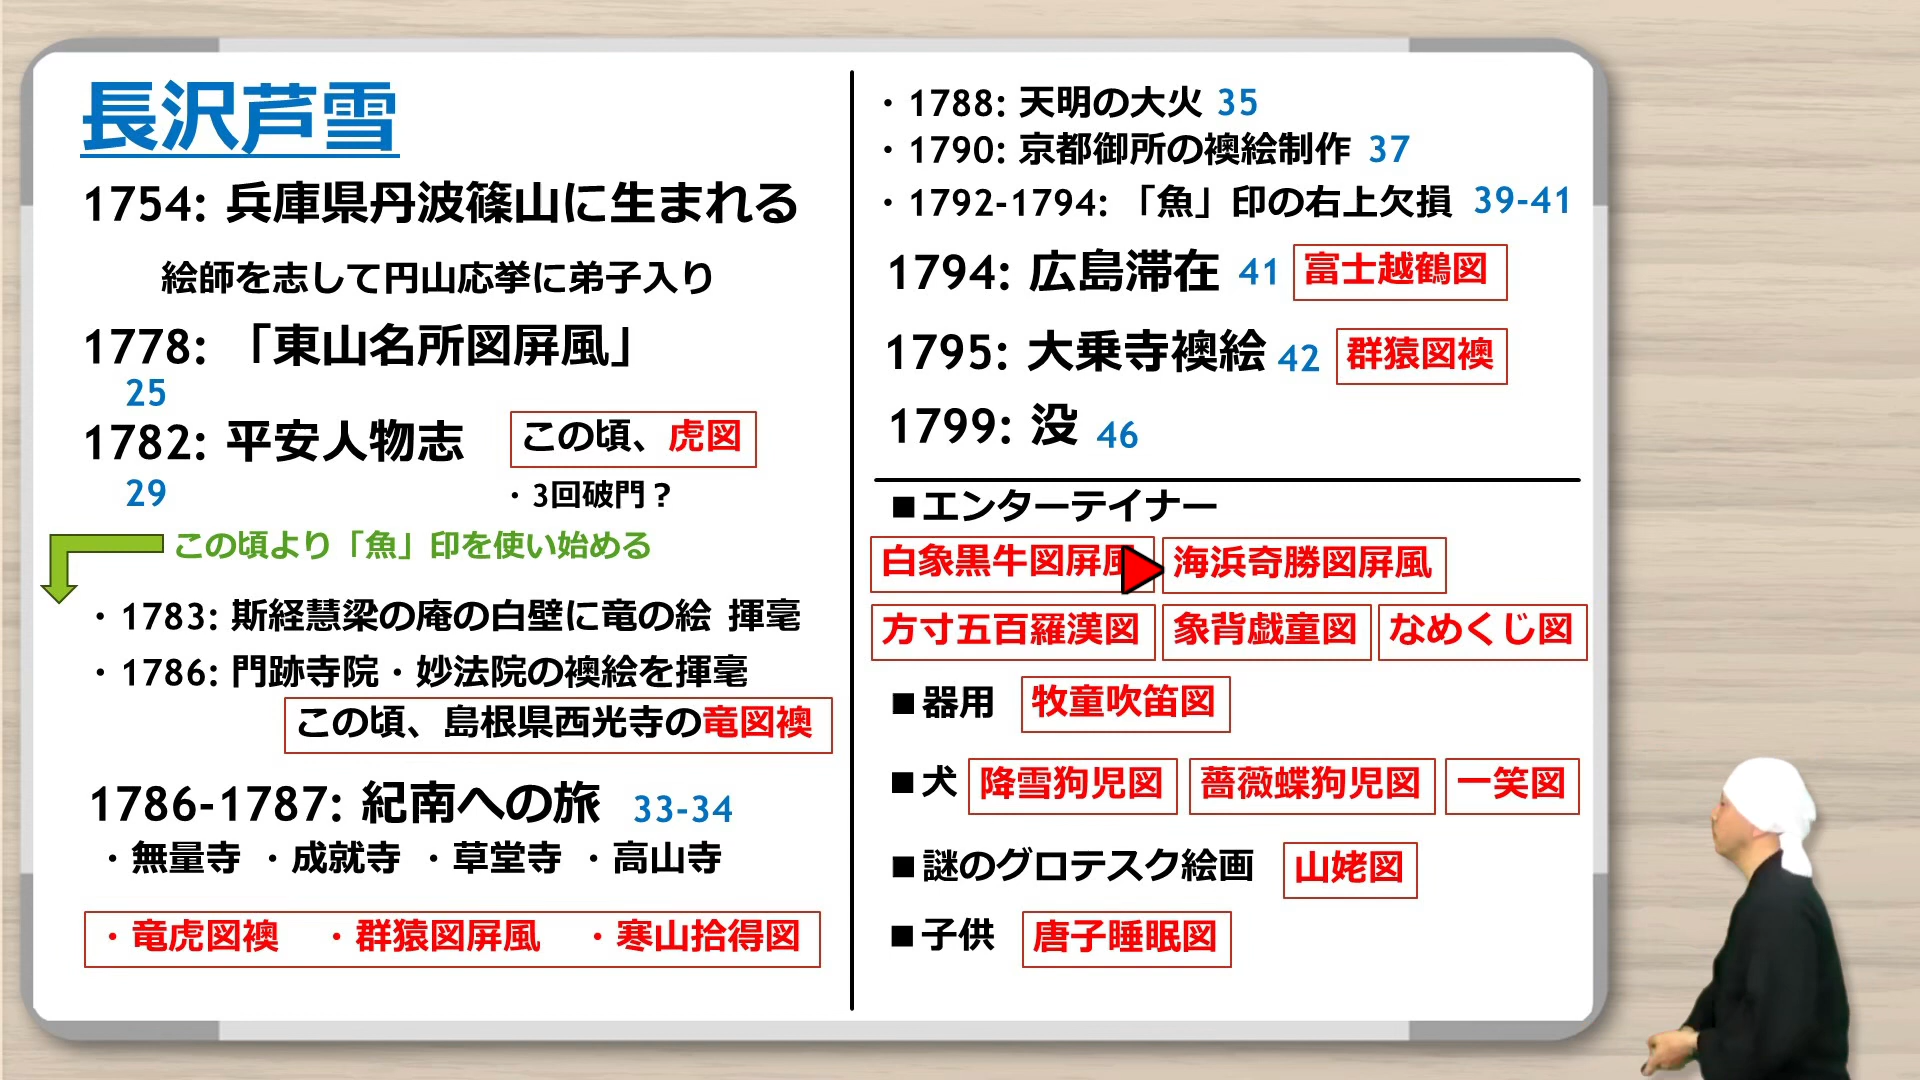 長沢芦雪
1754: 兵庫県丹波篠山に生まれる
絵師を志して円山応挙に弟子入り
1778: 「東山名所図屏風」
25
1782: 平安人物志 この頃、虎図
29 ・3回破門？
この頃より「魚」印を使い始める
・1783: 斯経慧梁の庵の白壁に竜の絵 揮毫
・1786: 門跡寺院・妙法院の襖絵を揮毫
この頃、島根県西光寺の竜図襖
1786-1787: 紀南への旅 33-34
・無量寺 ・成就寺 ・草堂寺 ・高山寺
・竜虎図襖 ・群猿図屏風 ・寒山拾得図
・1788: 天明の大火 35
・1790: 京都御所の襖絵制作 37
・1792-1794: 「魚」印の右上欠損 39-41
1794: 広島滞在 41 富士越鶴図
1795: 大乗寺襖絵 42 群猿図襖
1799: 没 46
■エンターテイナー
白象黒牛図屏風 海浜奇勝図屏風
方寸五百羅漢図 象背戯童図 なめくじ図
■器用 牧童吹笛図
■犬 降雪狗児図 薔薇蝶狗児図 一笑図
■謎のグロテスク絵画 山姥図
■子供 唐子睡眠図